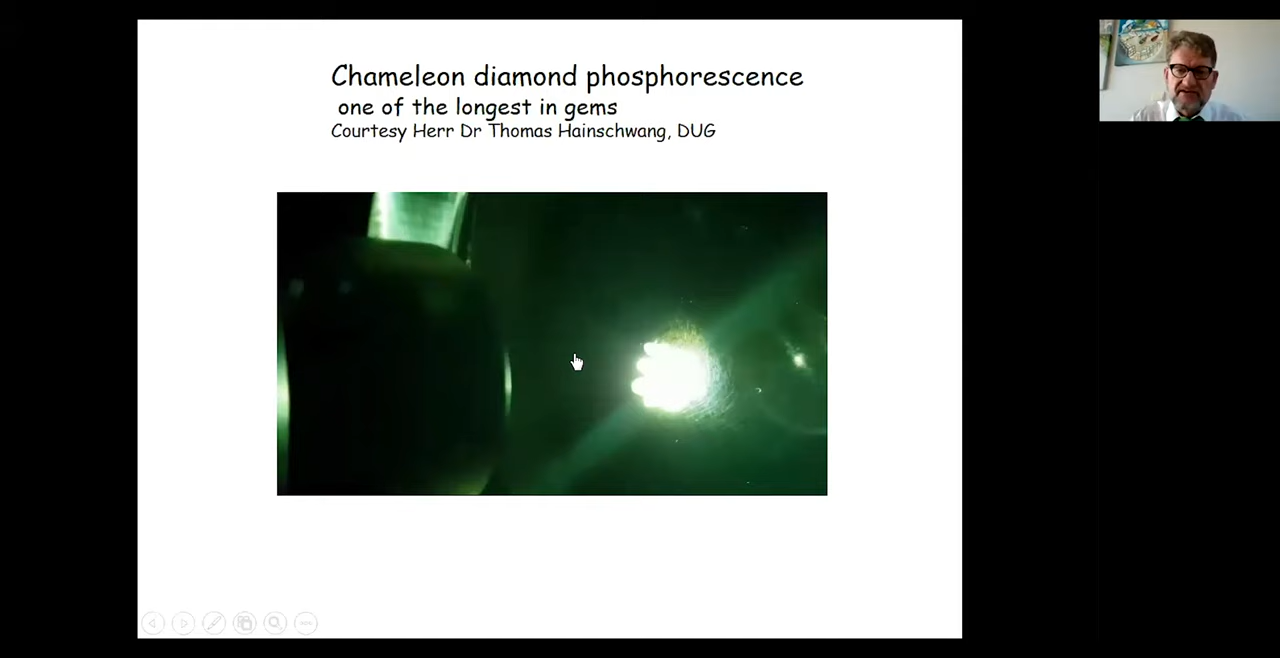 Chameleon diamond phosphorescence
one of the longest in gems
Courtesy Herr Dr Thomas Hainschwang, DUG